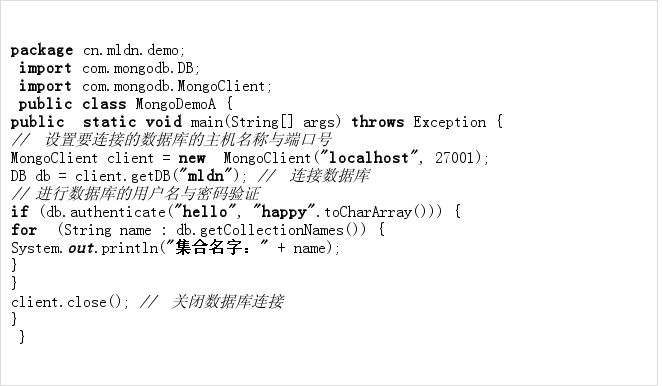 package cn.mldn.demo;
import com.mongodb.DB;
import com.mongodb.MongoClient;
public class MongoDemoA {
public static void main(String[] args) throws Exception {
// 设置要连接的数据库的主机名称与端口号
MongoClient client = new MongoClient("localhost", 27001);
DB db = client.getDB("mldn"); // 连接数据库
// 进行数据库的用户名与密码验证
if (db.authenticate("hello", "happy".toCharArray())) {
for (String name : db.getCollectionNames()) {
System.out.println("集合名字：" + name);
}
}
client.close(); // 关闭数据库连接
}
}